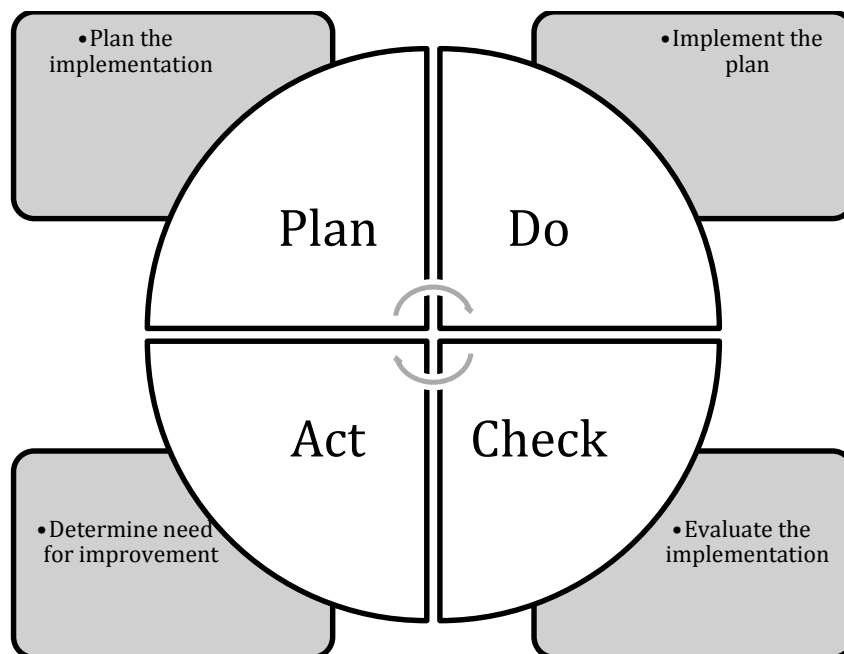 •Plan the
implementation
•Implement the
plan
Plan
Do
Act
Check
•Determine need
for improvement
•Evaluate the
implementation